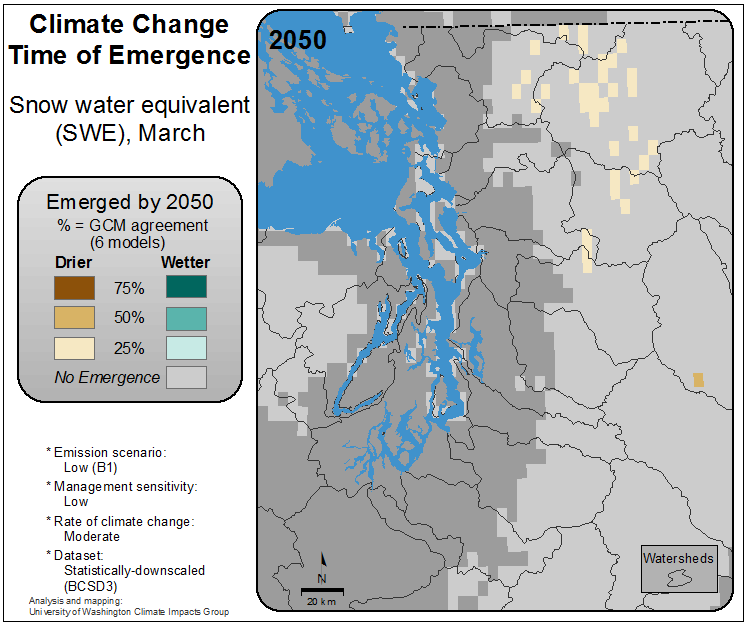 Climate Change
Time of Emergence
Snow water equivalent
(SWE), March
Emerged by 2050
% = GCM agreement
(6 models)
Drier Wetter
75%
50%
25%
No Emergence
* Emission scenario:
Low (B1)
* Management sensitivity:
Low
* Rate of climate change:
Moderate
* Dataset:
Statistically-downscaled
(BCSD3)
Analysis and mapping:
University of Washington Climate Impacts Group
2050
N
20 km
Watersheds